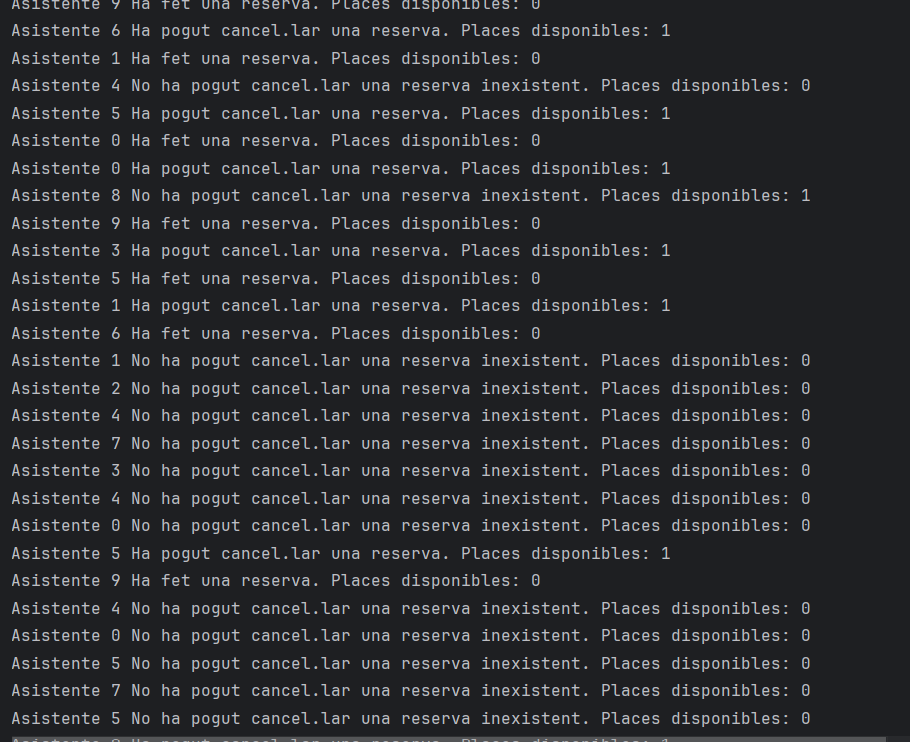 Asistente 9 Ha fet una reserva. Places disponibles: 0
Asistente 6 Ha pogut cancel.lar una reserva. Places disponibles: 1
Asistente 1 Ha fet una reserva. Places disponibles: 0
Asistente 4 No ha pogut cancel.lar una reserva inexistent. Places disponibles: 0
Asistente 5 Ha pogut cancel.lar una reserva. Places disponibles: 1
Asistente 0 Ha fet una reserva. Places disponibles: 0
Asistente 0 Ha pogut cancel.lar una reserva. Places disponibles: 1
Asistente 8 No ha pogut cancel.lar una reserva inexistent. Places disponibles: 1
Asistente 9 Ha fet una reserva. Places disponibles: 0
Asistente 3 Ha pogut cancel.lar una reserva. Places disponibles: 1
Asistente 5 Ha fet una reserva. Places disponibles: 0
Asistente 1 Ha pogut cancel.lar una reserva. Places disponibles: 1
Asistente 6 Ha fet una reserva. Places disponibles: 0
Asistente 1 No ha pogut cancel.lar una reserva inexistent. Places disponibles: 0
Asistente 2 No ha pogut cancel.lar una reserva inexistent. Places disponibles: 0
Asistente 4 No ha pogut cancel.lar una reserva inexistent. Places disponibles: 0
Asistente 7 No ha pogut cancel.lar una reserva inexistent. Places disponibles: 0
Asistente 3 No ha pogut cancel.lar una reserva inexistent. Places disponibles: 0
Asistente 4 No ha pogut cancel.lar una reserva inexistent. Places disponibles: 0
Asistente 0 No ha pogut cancel.lar una reserva inexistent. Places disponibles: 0
Asistente 5 Ha pogut cancel.lar una reserva. Places disponibles: 1
Asistente 9 Ha fet una reserva. Places disponibles: 0
Asistente 4 No ha pogut cancel.lar una reserva inexistent. Places disponibles: 0
Asistente 0 No ha pogut cancel.lar una reserva inexistent. Places disponibles: 0
Asistente 5 No ha pogut cancel.lar una reserva inexistent. Places disponibles: 0
Asistente 7 No ha pogut cancel.lar una reserva inexistent. Places disponibles: 0
Asistente 5 No ha pogut cancel.lar una reserva inexistent. Places disponibles: 0